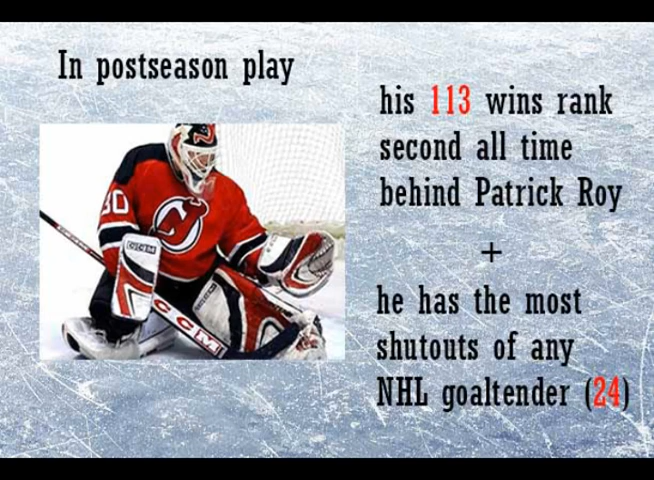 In postseason play
his 113 wins rank
second all time
behind Patrick Roy
+
he has the most
shutouts of any
NHL goaltender (24)
30
CCM
CCM